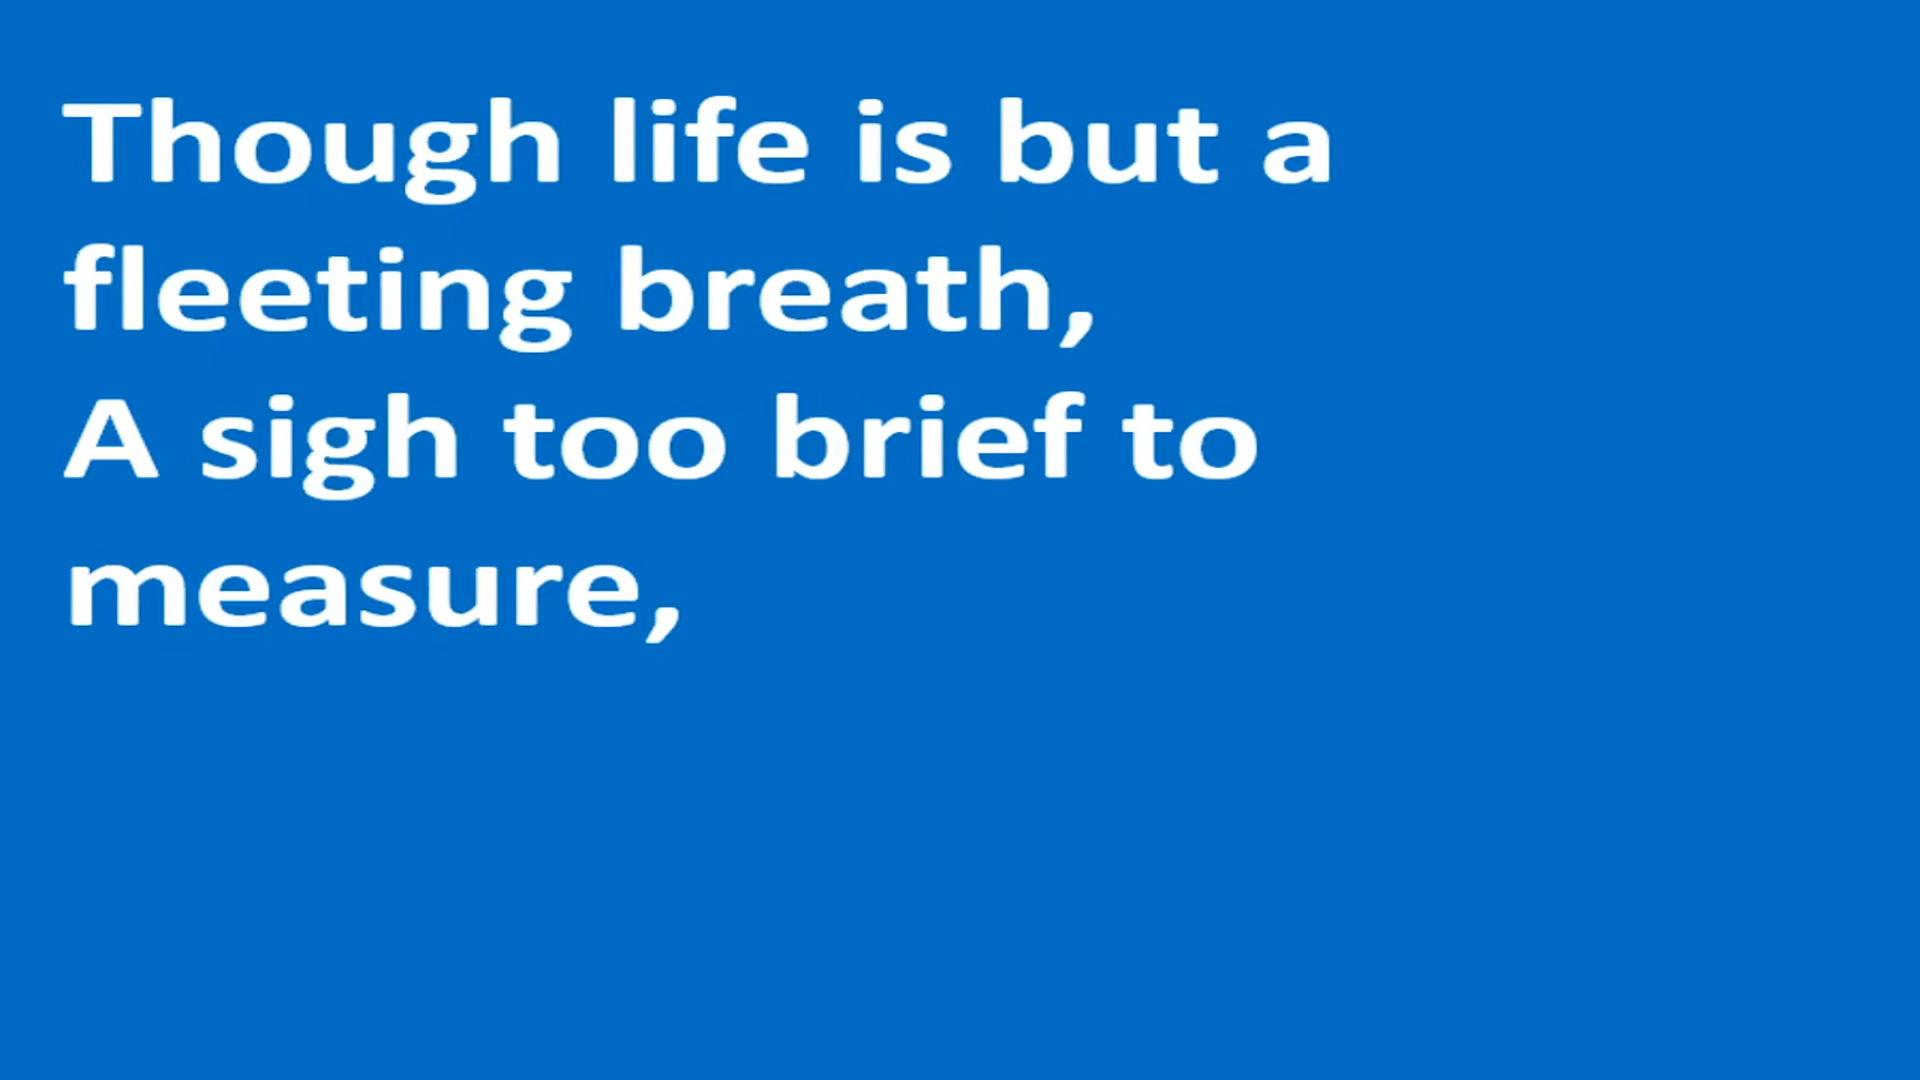 Though life is but a
fleeting breath,
A sigh too brief to
measure,